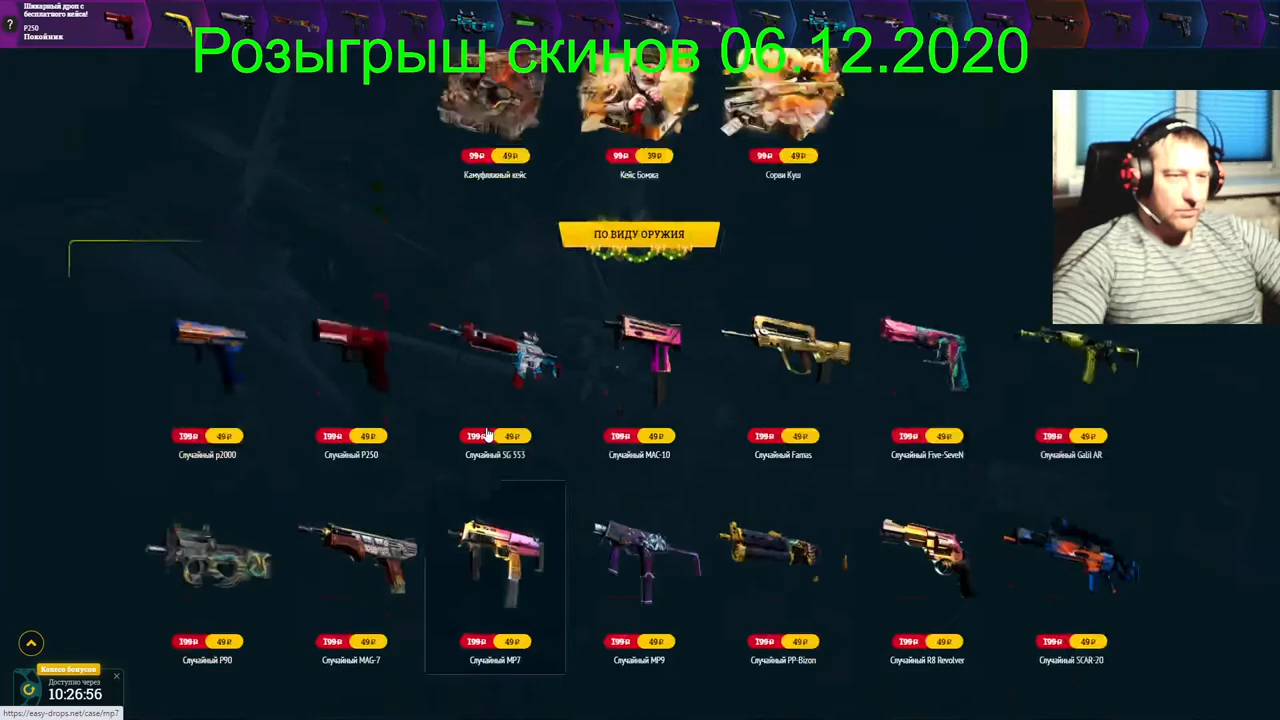 Шикарный дроп с
бесплатного кейса!
P250
Покойник
?
Розыгрыш скинов 06.12.2020
99₽ 49₽
99₽ 39₽
99₽ 49₽
Камуфляжный кейс
Кейс Бомжа
Сорви Куш
ПО ВИДУ ОРУЖИЯ
199₽ 49₽
199₽ 49₽
199₽ 49₽
199₽ 49₽
199₽ 49₽
199₽ 49₽
199₽ 49₽
Случайный p2000
Случайный P250
Случайный SG 553
Случайный MAC-10
Случайный Famas
Случайный Five-SeveN
Случайный Galil AR
199₽ 49₽
199₽ 49₽
199₽ 49₽
199₽ 49₽
199₽ 49₽
199₽ 49₽
199₽ 49₽
Случайный P90
Случайный MAG-7
Случайный MP7
Случайный MP9
Случайный PP-Bizon
Случайный R8 Revolver
Случайный SCAR-20
Колесо бонусов
Доступно через
10:26:56
https://easy-drops.net/case/mp7